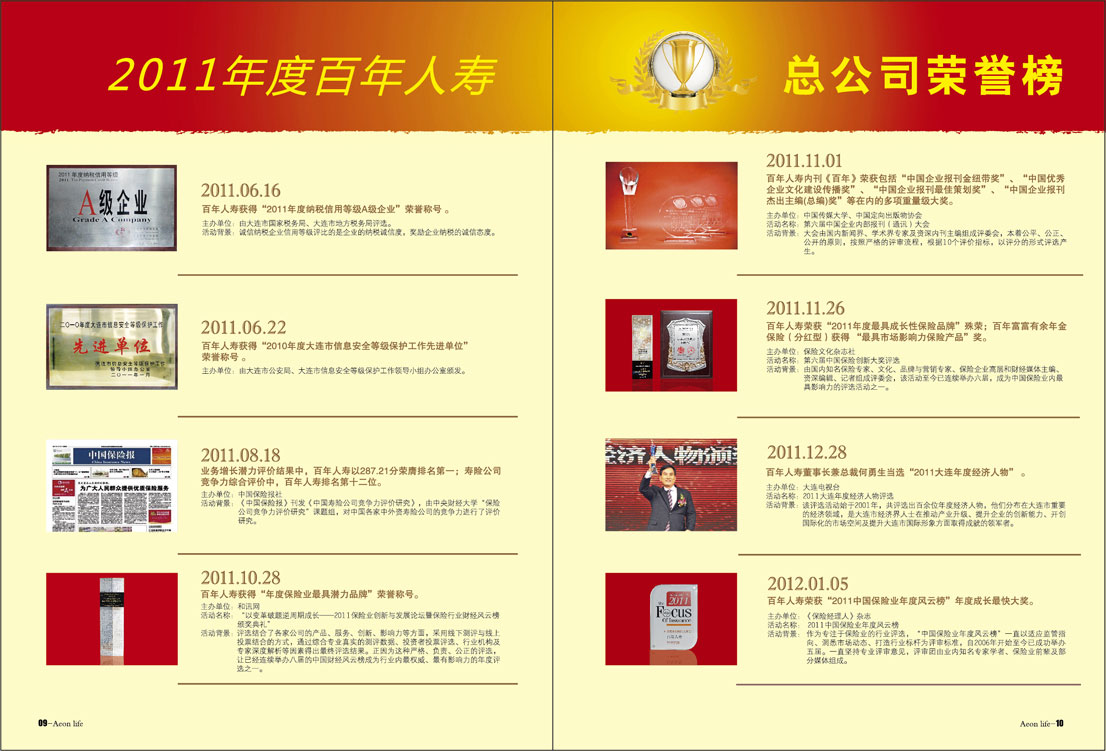 2011年度百年人寿
2011年度纳税信用等级
A级企业
Grade A Company
2011.06.16
百年人寿获得“2011年度纳税信用等级A级企业”荣誉称号 。
主办单位：由大连市国家税务局、大连市地方税务局评选。
活动背景：诚信纳税企业信用等级评比的是企业的纳税诚信度，奖励企业纳税的诚信态度。
二〇一〇年度大连市信息安全等级保护工作
先进单位
二〇一一年一月
2011.06.22
百年人寿获得“2010年度大连市信息安全等级保护工作先进单位”
荣誉称号 。
主办单位：由大连市公安局、大连市信息安全等级保护工作领导小组办公室颁发。
中国保险报
为广大人民群众提供优质保险服务
2011.08.18
业务增长潜力评价结果中，百年人寿以287.21分荣膺排名第一；寿险公司
竞争力综合评价中，百年人寿排名第十二位。
主办单位：中国保险报社
活动背景：《中国保险报》刊发《中国寿险公司竞争力评价研究》，由中央财经大学“保险
公司竞争力评价研究”课题组，对中国各家中外资寿险公司的竞争力进行了评价
研究。
2011.10.28
百年人寿获得“年度保险业最具潜力品牌”荣誉称号。
主办单位：和讯网
活动名称：“以变革破题逆周期成长——2011保险业创新与发展论坛暨保险行业财经风云榜
颁奖典礼”
活动背景：评选结合了各家公司的产品、服务、创新、影响力等方面，采用线下测评与线上
投票结合的方式，通过综合专业真实的测评数据、投资者投票评选、行业机构及
专家深度解析等因素得出最终评选结果。正因为这种严格、负责、公正的评选，
让已经连续举办八届的中国财经风云榜成为行业内最权威、最有影响力的年度评
选之一。
09-Aeon life
总公司荣誉榜
2011.11.01
百年人寿内刊《百年》荣获包括“中国企业报刊金纽带奖”、“中国优秀
企业文化建设传播奖”、“中国企业报刊最佳策划奖”、“中国企业报刊
杰出主编(总编)奖”等在内的多项重量级大奖。
主办单位：中国传媒大学、中国定向出版物协会
活动名称：第六届中国企业内部报刊（通讯）大会
活动背景：大会由国内新闻界、学术界专家及资深内刊主编组成评委会，本着公平、公正、
公开的原则，按照严格的评审流程，根据10个评价指标，以评分的形式评选产
生。
2011.11.26
百年人寿荣获“2011年度最具成长性保险品牌”殊荣；百年富富有余年金
保险（分红型）获得 “最具市场影响力保险产品”奖。
主办单位：保险文化杂志社
活动名称：第六届中国保险创新大奖评选
活动背景：由国内知名保险专家、文化、品牌与营销专家、保险企业高层和财经媒体主编、
资深编辑、记者组成评委会，该活动至今已连续举办六届，成为中国保险业内最
具影响力的评选活动之一。
经济人物颁奖
2011.12.28
百年人寿董事长兼总裁何勇生当选“2011大连年度经济人物” 。
主办单位：大连电视台
活动名称：2011大连年度经济人物评选
活动背景：该评选活动始于2001年，共评选出百余位年度经济人物，他们分布在大连市重要
的经济领域，是大连市经济界人士在推动产业升级、提升企业的创新能力、开创
国际化的市场空间及提升大连市国际形象方面取得成就的领军者。
2011
Focus
Of Insurance
2012.01.05
百年人寿荣获“2011中国保险业年度风云榜”年度成长最快大奖。
主办单位：《保险经理人》杂志
活动名称： 2011中国保险业年度风云榜
活动背景：作为专注于保险业的行业评选，“中国保险业年度风云榜”一直以适应监管指
向、洞悉市场动态、打造行业标杆为评审标准，自2006年开始至今已成功举办
五届。一直坚持专业评审意见，评审团由业内知名专家学者、保险业前辈及部
分媒体组成。
Aeon life-10